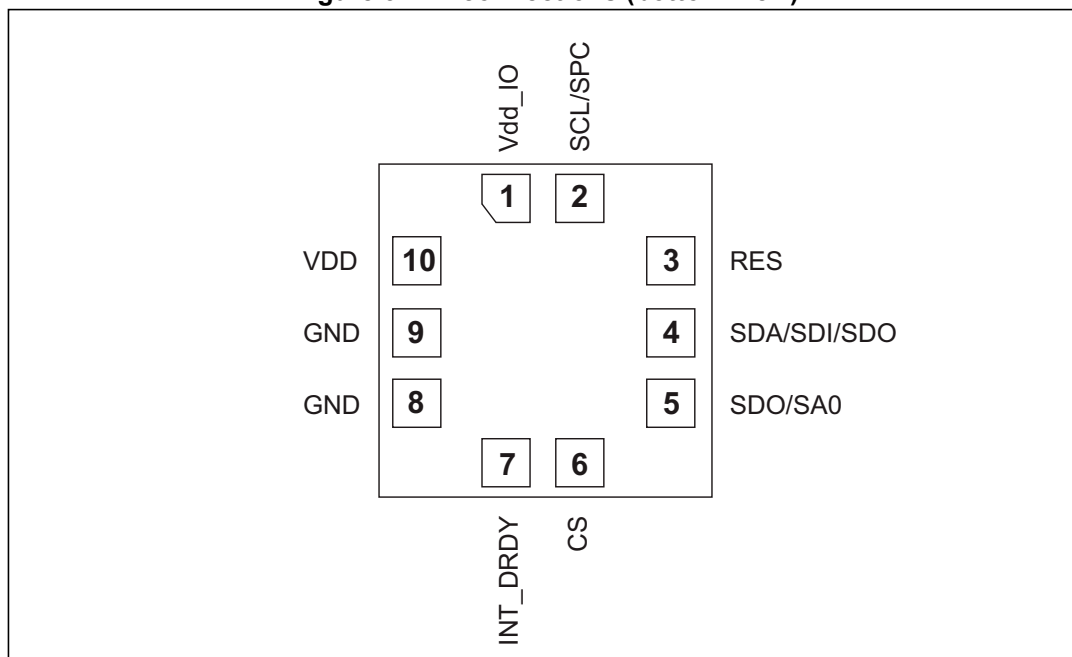 Vdd_IO
SCL/SPC
1
2
VDD
10
3
RES
GND
9
4
SDA/SDI/SDO
GND
8
5
SDO/SA0
7
6
INT_DRDY
CS